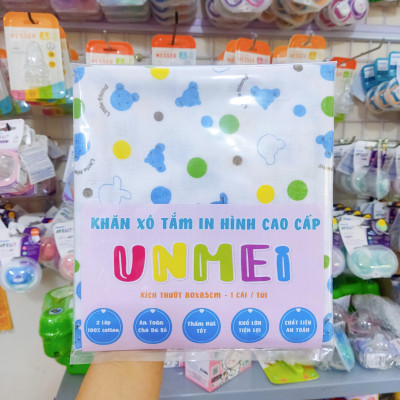 KHĂN XÔ TẮM IN HÌNH CAO CẤP
UNMEI
KÍCH THƯỚT 80X85CM - 1 CÁI / TÚI
2 Lớp
100% cotton
An Toàn
Cho Da Bé
Thấm Hút
TỐT
KHỔ LỚN
TIỆN LỢI
CHẤT LIỆU
AN TOÀN